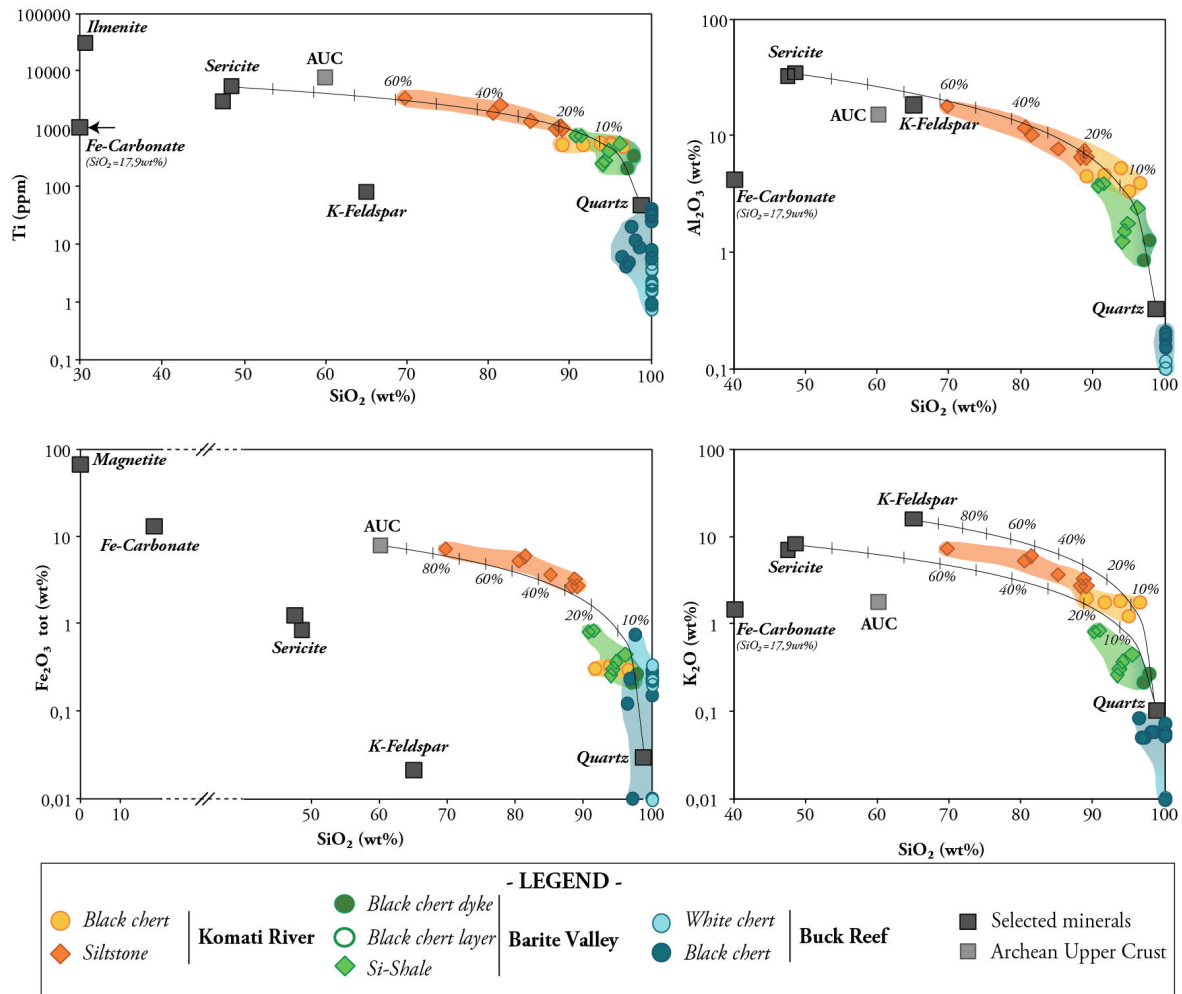 100000
10000
1000
100
10
1
0,1
Ti (ppm)
Ilmenite
Sericite
AUC
60%
40%
20%
10%
Fe-Carbonate
(SiO2=17,9wt%)
K-Feldspar
Quartz
30
40
50
60
70
80
90
100
SiO2 (wt%)
100
10
1
0,1
Al2O3 (wt%)
Sericite
AUC
K-Feldspar
60%
40%
20%
10%
Fe-Carbonate
(SiO2=17,9wt%)
Quartz
40
50
60
70
80
90
100
SiO2 (wt%)
100
10
1
0,1
0,01
Fe2O3 tot (wt%)
Magnetite
Fe-Carbonate
AUC
80%
60%
40%
20%
10%
Sericite
K-Feldspar
Quartz
0
10
50
60
70
80
90
100
SiO2 (wt%)
100
10
1
0,1
0,01
K2O (wt%)
K-Feldspar
80%
60%
40%
20%
10%
Sericite
60%
40%
20%
10%
Fe-Carbonate
(SiO2=17,9wt%)
AUC
Quartz
40
50
60
70
80
90
100
SiO2 (wt%)
- LEGEND -
Black chert
Siltstone
Komati River
Black chert dyke
Black chert layer
Si-Shale
Barite Valley
White chert
Black chert
Buck Reef
Selected minerals
Archean Upper Crust